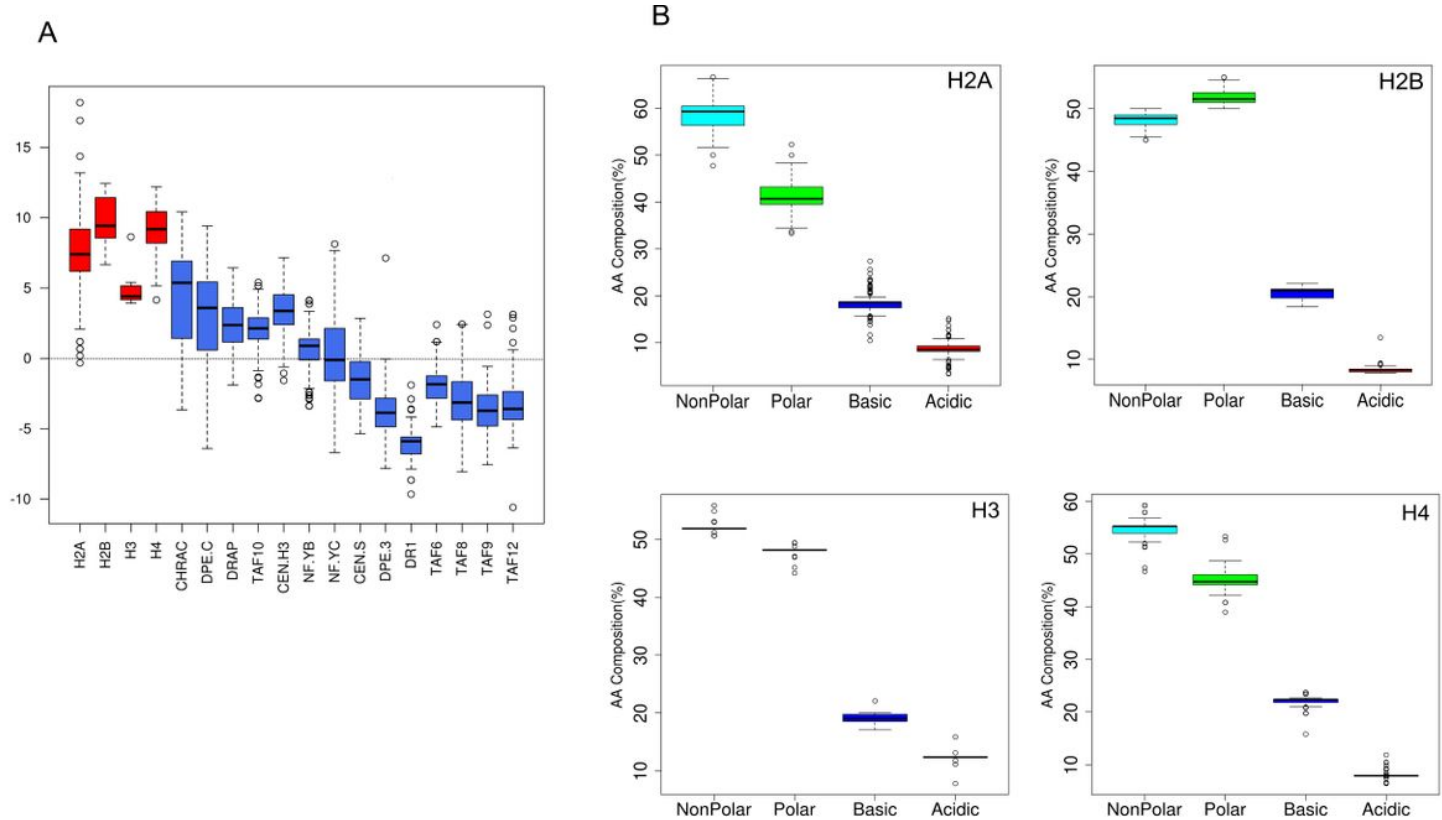 A
15
10
5
0
-5
-10
H2A
H2B
H3
H4
CHRAC
DPE.C
DRAP
TAF10
CEN.H3
NF.YB
NF.YC
CEN.S
DPE.3
DR1
TAF6
TAF8
TAF9
TAF12
B
H2A
AA Composition(%)
60
50
40
30
20
10
NonPolar Polar Basic Acidic
H2B
AA Composition(%)
50
40
30
20
10
NonPolar Polar Basic Acidic
H3
AA Composition(%)
50
40
30
20
10
NonPolar Polar Basic Acidic
H4
AA Composition(%)
60
50
40
30
20
10
NonPolar Polar Basic Acidic